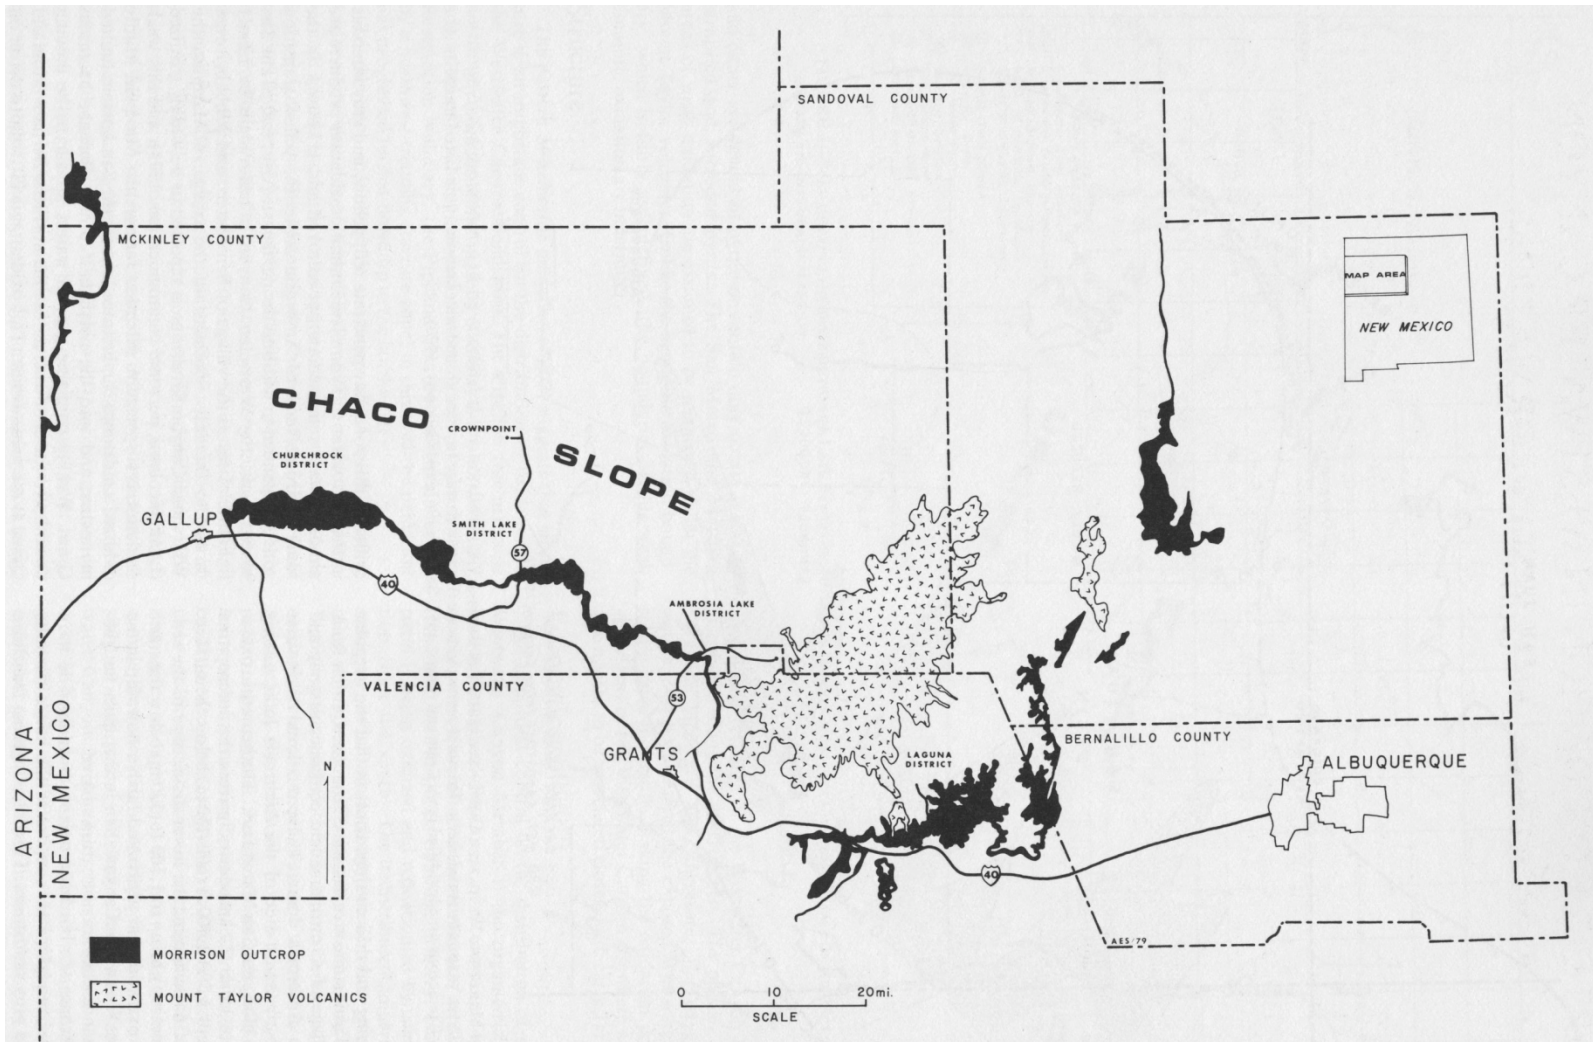 SANDOVAL COUNTY
MCKINLEY COUNTY
MAP AREA
NEW MEXICO
CHACO SLOPE
CROWNPOINT
CHURCHROCK
DISTRICT
GALLUP
SMITH LAKE
DISTRICT
57
40
AMBROSIA LAKE
DISTRICT
VALENCIA COUNTY
53
GRANTS
LAGUNA
DISTRICT
BERNALILLO COUNTY
ALBUQUERQUE
N
ARIZONA
NEW MEXICO
40
AES/79
MORRISON OUTCROP
MOUNT TAYLOR VOLCANICS
0 10 20mi.
SCALE